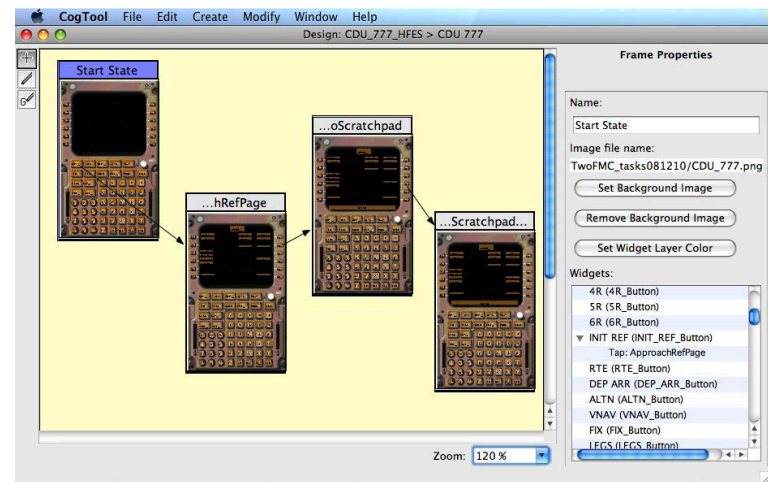 CogTool File Edit Create Modify Window Help
Design: CDU_777_HFES > CDU 777
Start State
...hRefPage
...oScratchpad
...Scratchpad...
Zoom: 120 %
Frame Properties
Name:
Start State
Image file name:
TwoFMC_tasks081210/CDU_777.png
Set Background Image
Remove Background Image
Set Widget Layer Color
Widgets:
4R (4R_Button)
5R (5R_Button)
6R (6R_Button)
INIT REF (INIT_REF_Button)
Tap: ApproachRefPage
RTE (RTE_Button)
DEP ARR (DEP_ARR_Button)
ALTN (ALTN_Button)
VNAV (VNAV_Button)
FIX (FIX_Button)
LEGS (LEGS_Button)